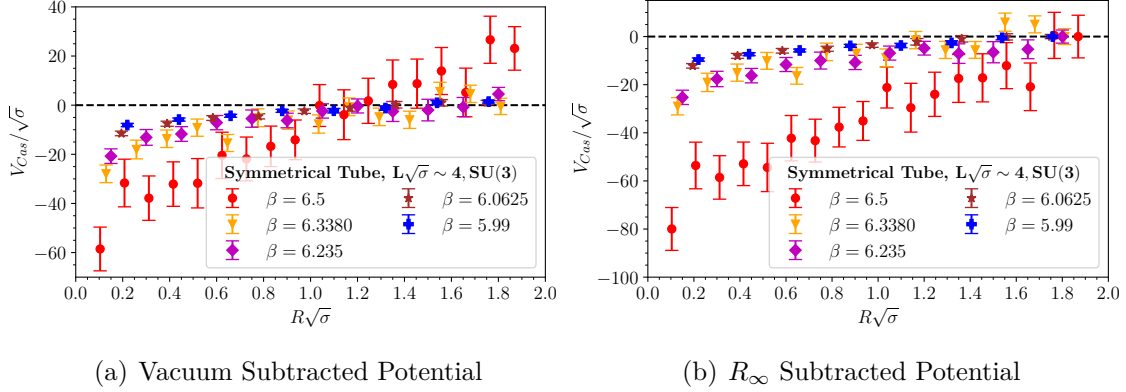 40
20
0
−20
−40
−60
V_{Cas}/√σ
0.0 0.2 0.4 0.6 0.8 1.0 1.2 1.4 1.6 1.8 2.0
R√σ
Symmetrical Tube, L√σ ∼ 4, SU(3)
β = 6.5
β = 6.3380
β = 6.235
β = 6.0625
β = 5.99
(a) Vacuum Subtracted Potential
0
−20
−40
−60
−80
−100
V_{Cas}/√σ
0.0 0.2 0.4 0.6 0.8 1.0 1.2 1.4 1.6 1.8 2.0
R√σ
Symmetrical Tube, L√σ ∼ 4, SU(3)
β = 6.5
β = 6.3380
β = 6.235
β = 6.0625
β = 5.99
(b) R_∞ Subtracted Potential